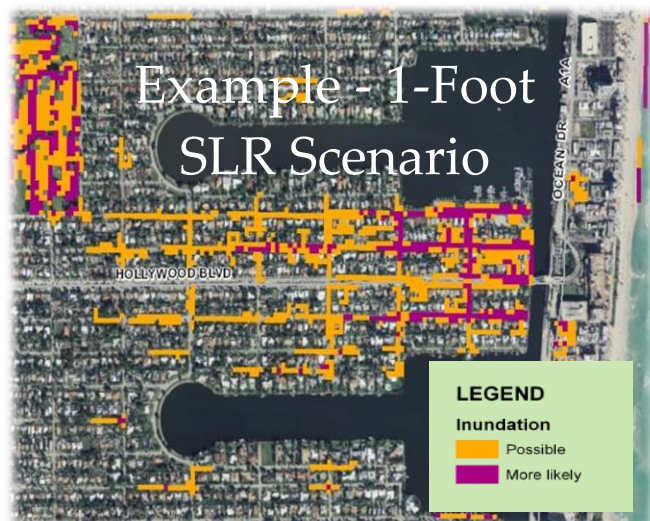 Example - 1-Foot
SLR Scenario
OCEAN DR A1A
HOLLYWOOD BLVD
LEGEND
Inundation
Possible
More likely